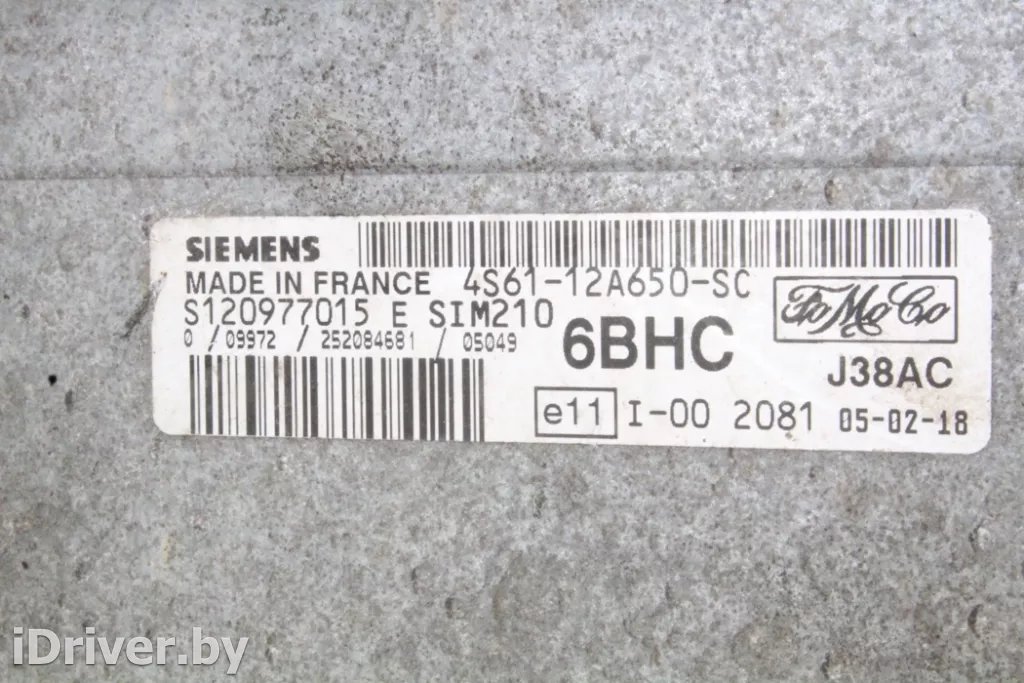 SIEMENS
MADE IN FRANCE 4S61-12A650-SC
S120977015 E SIM210
0 / 09972 / 252084681 / 05049
6BHC
FoMoCo
J38AC
e11 I-00 2081 05-02-18
iDriver.by